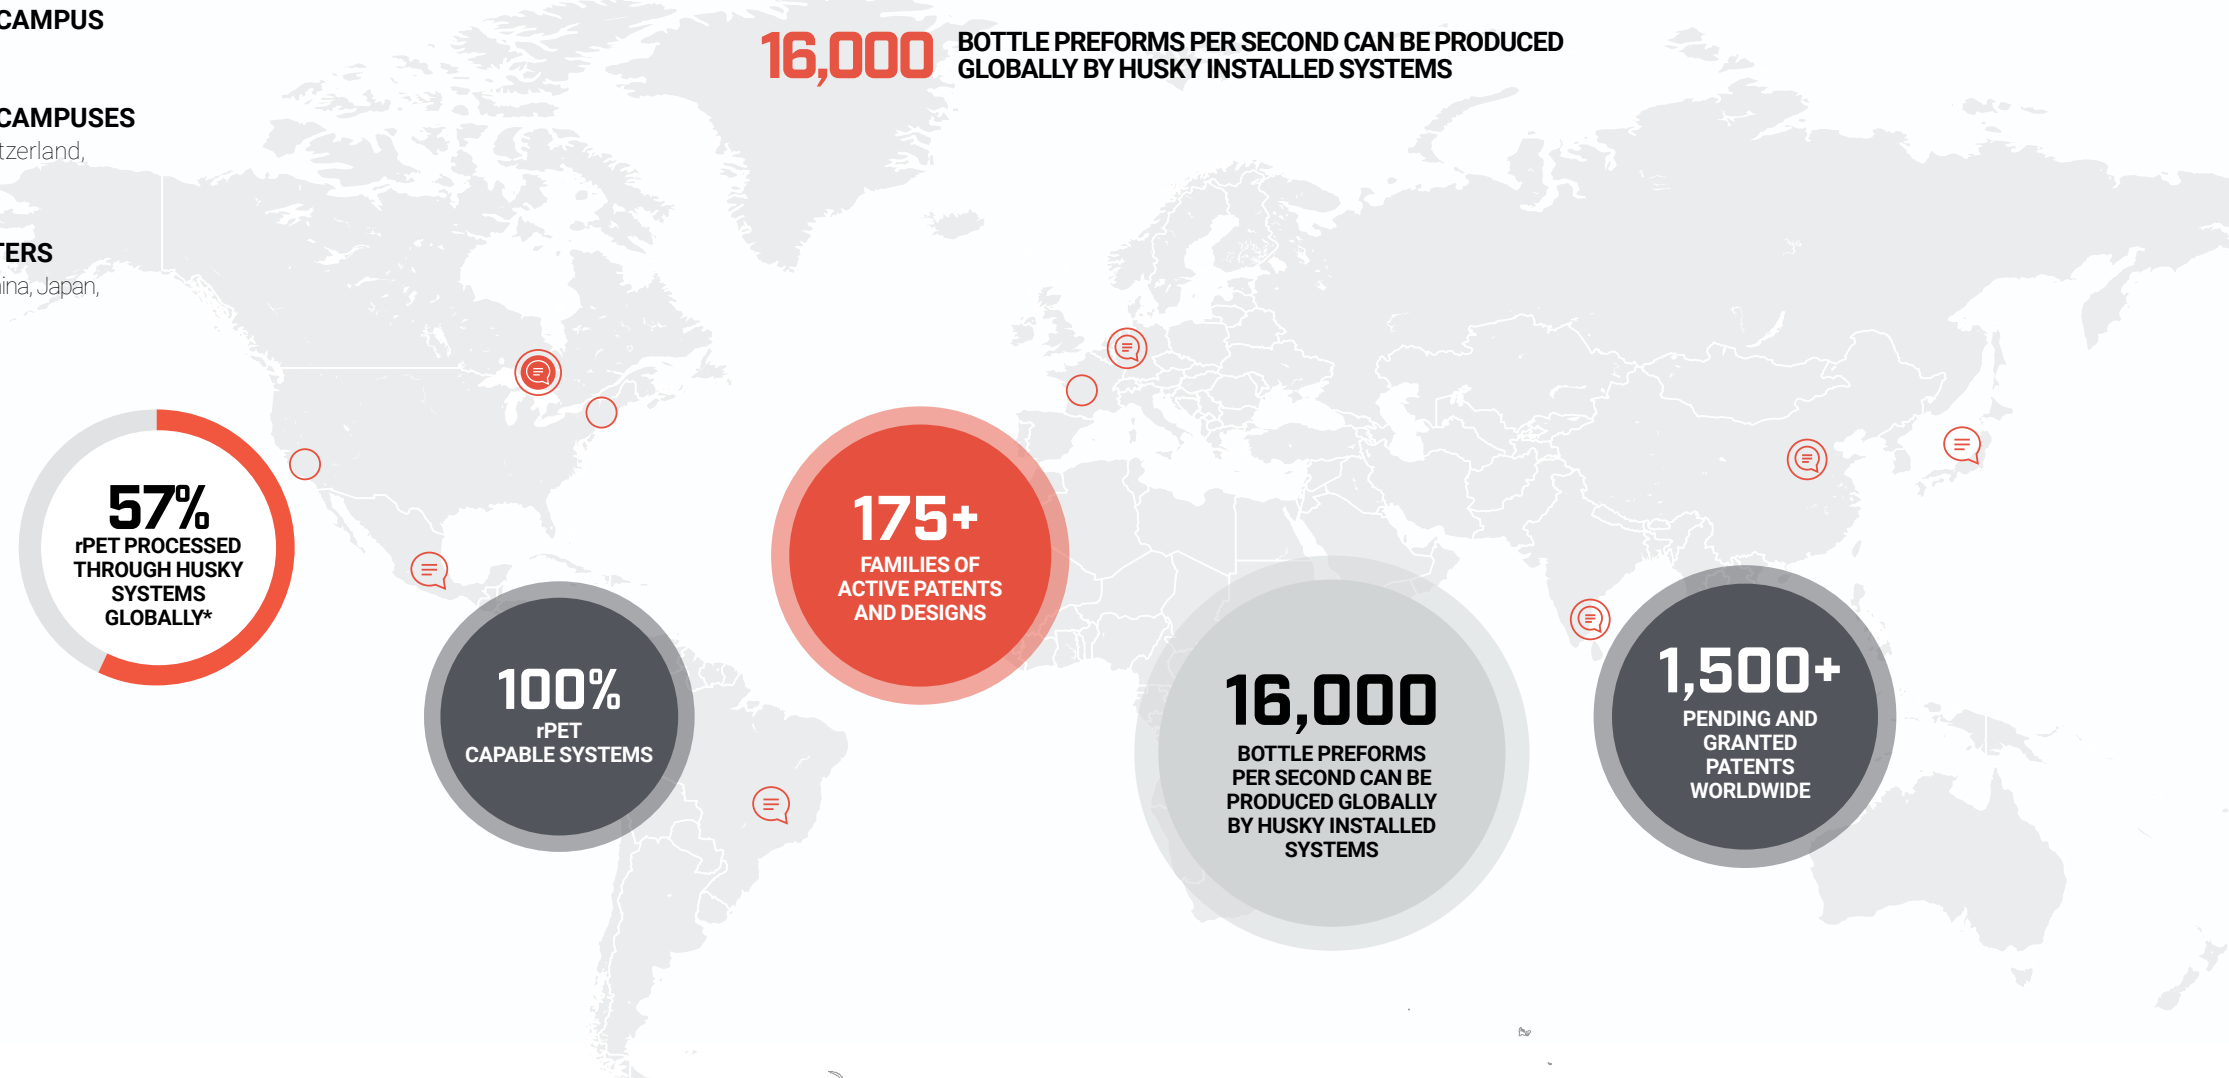 CAMPUS
16,000
BOTTLE PREFORMS PER SECOND CAN BE PRODUCED
GLOBALLY BY HUSKY INSTALLED SYSTEMS
CAMPUSES
tzerland,
TERS
ina, Japan,
57%
rPET PROCESSED
THROUGH HUSKY
SYSTEMS
GLOBALLY*
100%
rPET
CAPABLE SYSTEMS
175+
FAMILIES OF
ACTIVE PATENTS
AND DESIGNS
16,000
BOTTLE PREFORMS
PER SECOND CAN BE
PRODUCED GLOBALLY
BY HUSKY INSTALLED
SYSTEMS
1,500+
PENDING AND
GRANTED
PATENTS
WORLDWIDE